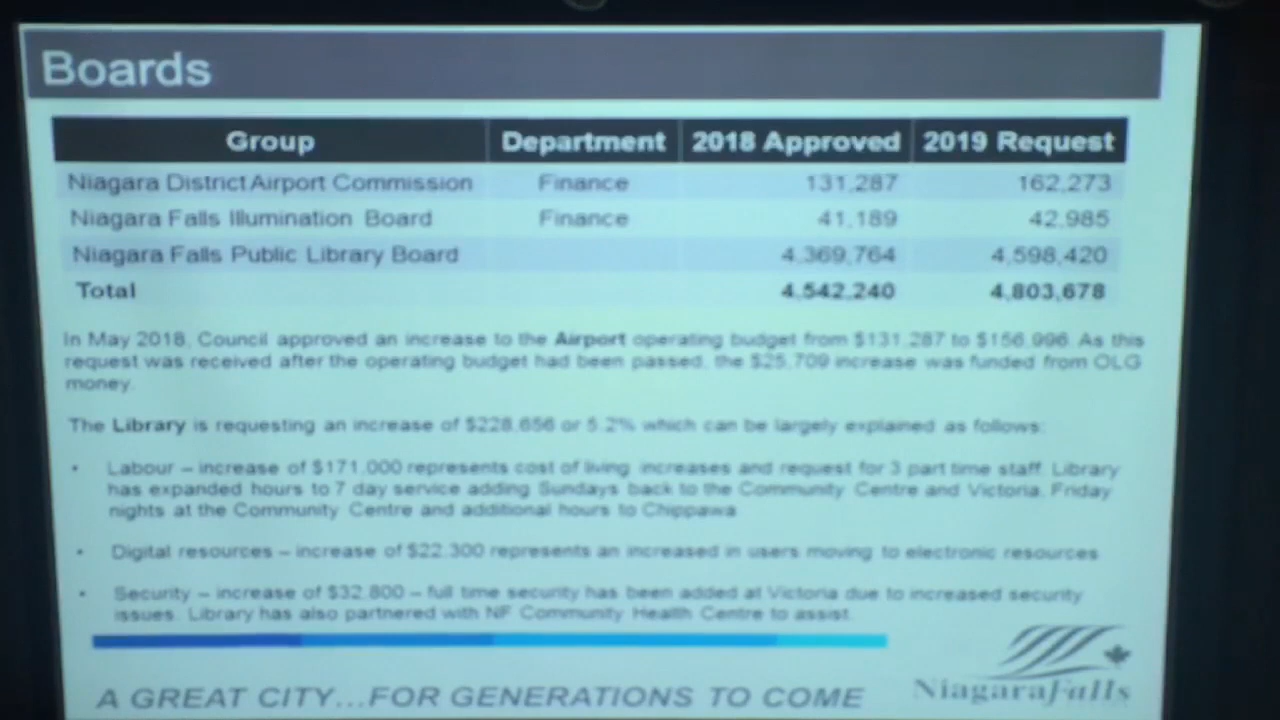 Boards
Group Department 2018 Approved 2019 Request
Niagara District Airport Commission Finance 131,287 162,273
Niagara Falls Illumination Board Finance 41,189 42,985
Niagara Falls Public Library Board 4,369,764 4,598,420
Total 4,542,240 4,803,678
In May 2018, Council approved an increase to the Airport operating budget from $131,287 to $156,996. As this
request was received after the operating budget had been passed, the $25,709 increase was funded from OLG
money.
The Library is requesting an increase of $228,656 or 5.2% which can be largely explained as follows:
• Labour – increase of $171,000 represents cost of living increases and request for 3 part time staff. Library
has expanded hours to 7 day service adding Sundays back to the Community Centre and Victoria, Friday
nights at the Community Centre and additional hours to Chippawa
• Digital resources – increase of $22,300 represents an increased in users moving to electronic resources
• Security – increase of $32,800 – full time security has been added at Victoria due to increased security
issues. Library has also partnered with NF Community Health Centre to assist.
A GREAT CITY...FOR GENERATIONS TO COME
NiagaraFalls